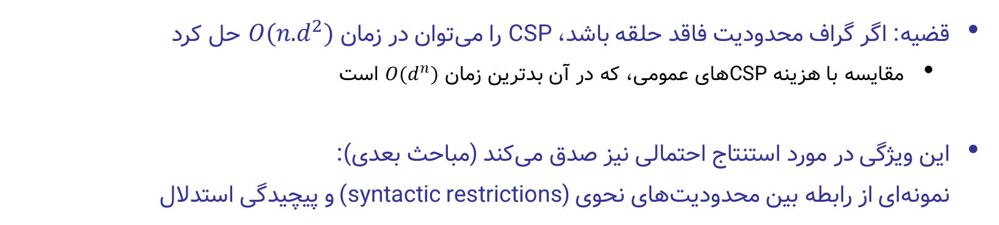 • قضیه: اگر گراف محدودیت فاقد حلقه باشد، CSP را می‌توان در زمان O(n.d²) حل کرد
• مقایسه با هزینه CSPهای عمومی، که در آن بدترین زمان O(dⁿ) است
• این ویژگی در مورد استنتاج احتمالی نیز صدق می‌کند (مباحث بعدی):
نمونه‌ای از رابطه بین محدودیت‌های نحوی (syntactic restrictions) و پیچیدگی استدلال